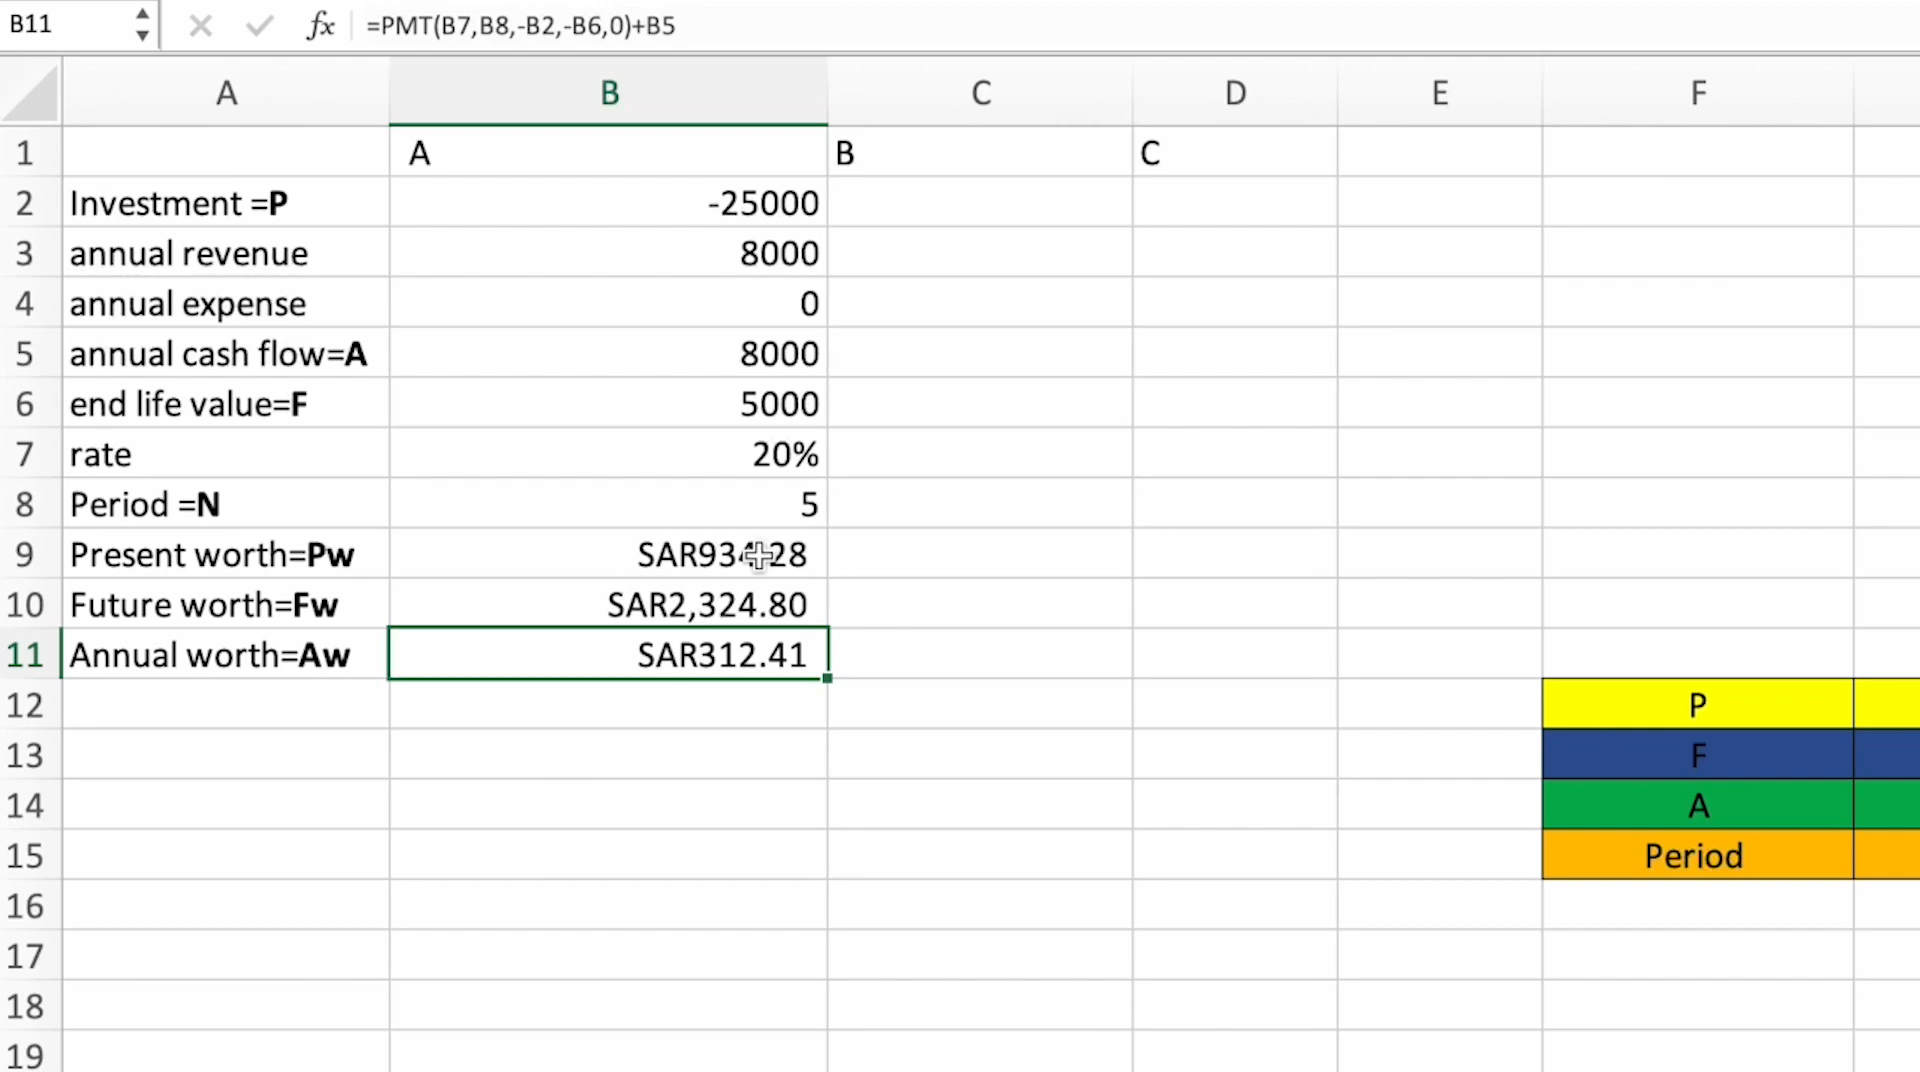 B11 fx =PMT(B7,B8,-B2,-B6,0)+B5
A B C D E F
1 A B C
2 Investment =P -25000
3 annual revenue 8000
4 annual expense 0
5 annual cash flow=A 8000
6 end life value=F 5000
7 rate 20%
8 Period =N 5
9 Present worth=Pw SAR934.28
10 Future worth=Fw SAR2,324.80
11 Annual worth=Aw SAR312.41
12 P
13 F
14 A
15 Period
16
17
18
19